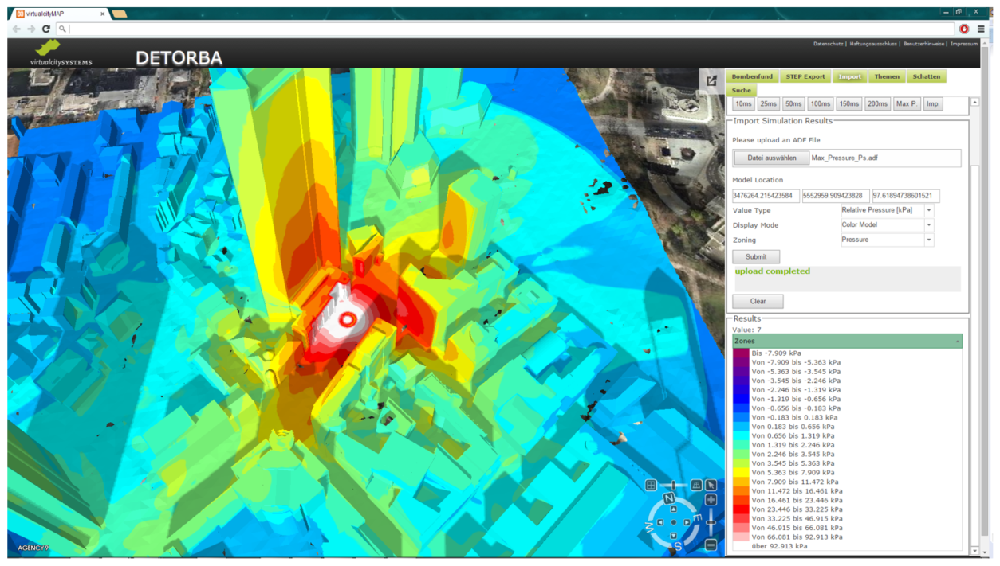 virtualcityMAP
virtualcitySYSTEMS
DETORBA
Datenschutz | Haftungsausschluss | Benutzerhinweise | Impressum
Bombenfund STEP Export Import Themen Schatten
Suche
10ms 25ms 50ms 100ms 150ms 200ms Max P.. Imp..
Import Simulation Results
Please upload an ADF File
Datei auswählen Max_Pressure_Ps.adf
Model Location
3476264.215423584 5552959.909423828 97.61894738601521
Value Type Relative Pressure [kPa]
Display Mode Color Model
Zoning Pressure
Submit
upload completed
Clear
Results
Value: 7
Zones
Bis -7.909 kPa
Von -7.909 bis -5.363 kPa
Von -5.363 bis -3.545 kPa
Von -3.545 bis -2.246 kPa
Von -2.246 bis -1.319 kPa
Von -1.319 bis -0.656 kPa
Von -0.656 bis -0.183 kPa
Von -0.183 bis 0.183 kPa
Von 0.183 bis 0.656 kPa
Von 0.656 bis 1.319 kPa
Von 1.319 bis 2.246 kPa
Von 2.246 bis 3.545 kPa
Von 3.545 bis 5.363 kPa
Von 5.363 bis 7.909 kPa
Von 7.909 bis 11.472 kPa
Von 11.472 bis 16.461 kPa
Von 16.461 bis 23.446 kPa
Von 23.446 bis 33.225 kPa
Von 33.225 bis 46.915 kPa
Von 46.915 bis 66.081 kPa
Von 66.081 bis 92.913 kPa
über 92.913 kPa
N
W E
S
AGENCY9